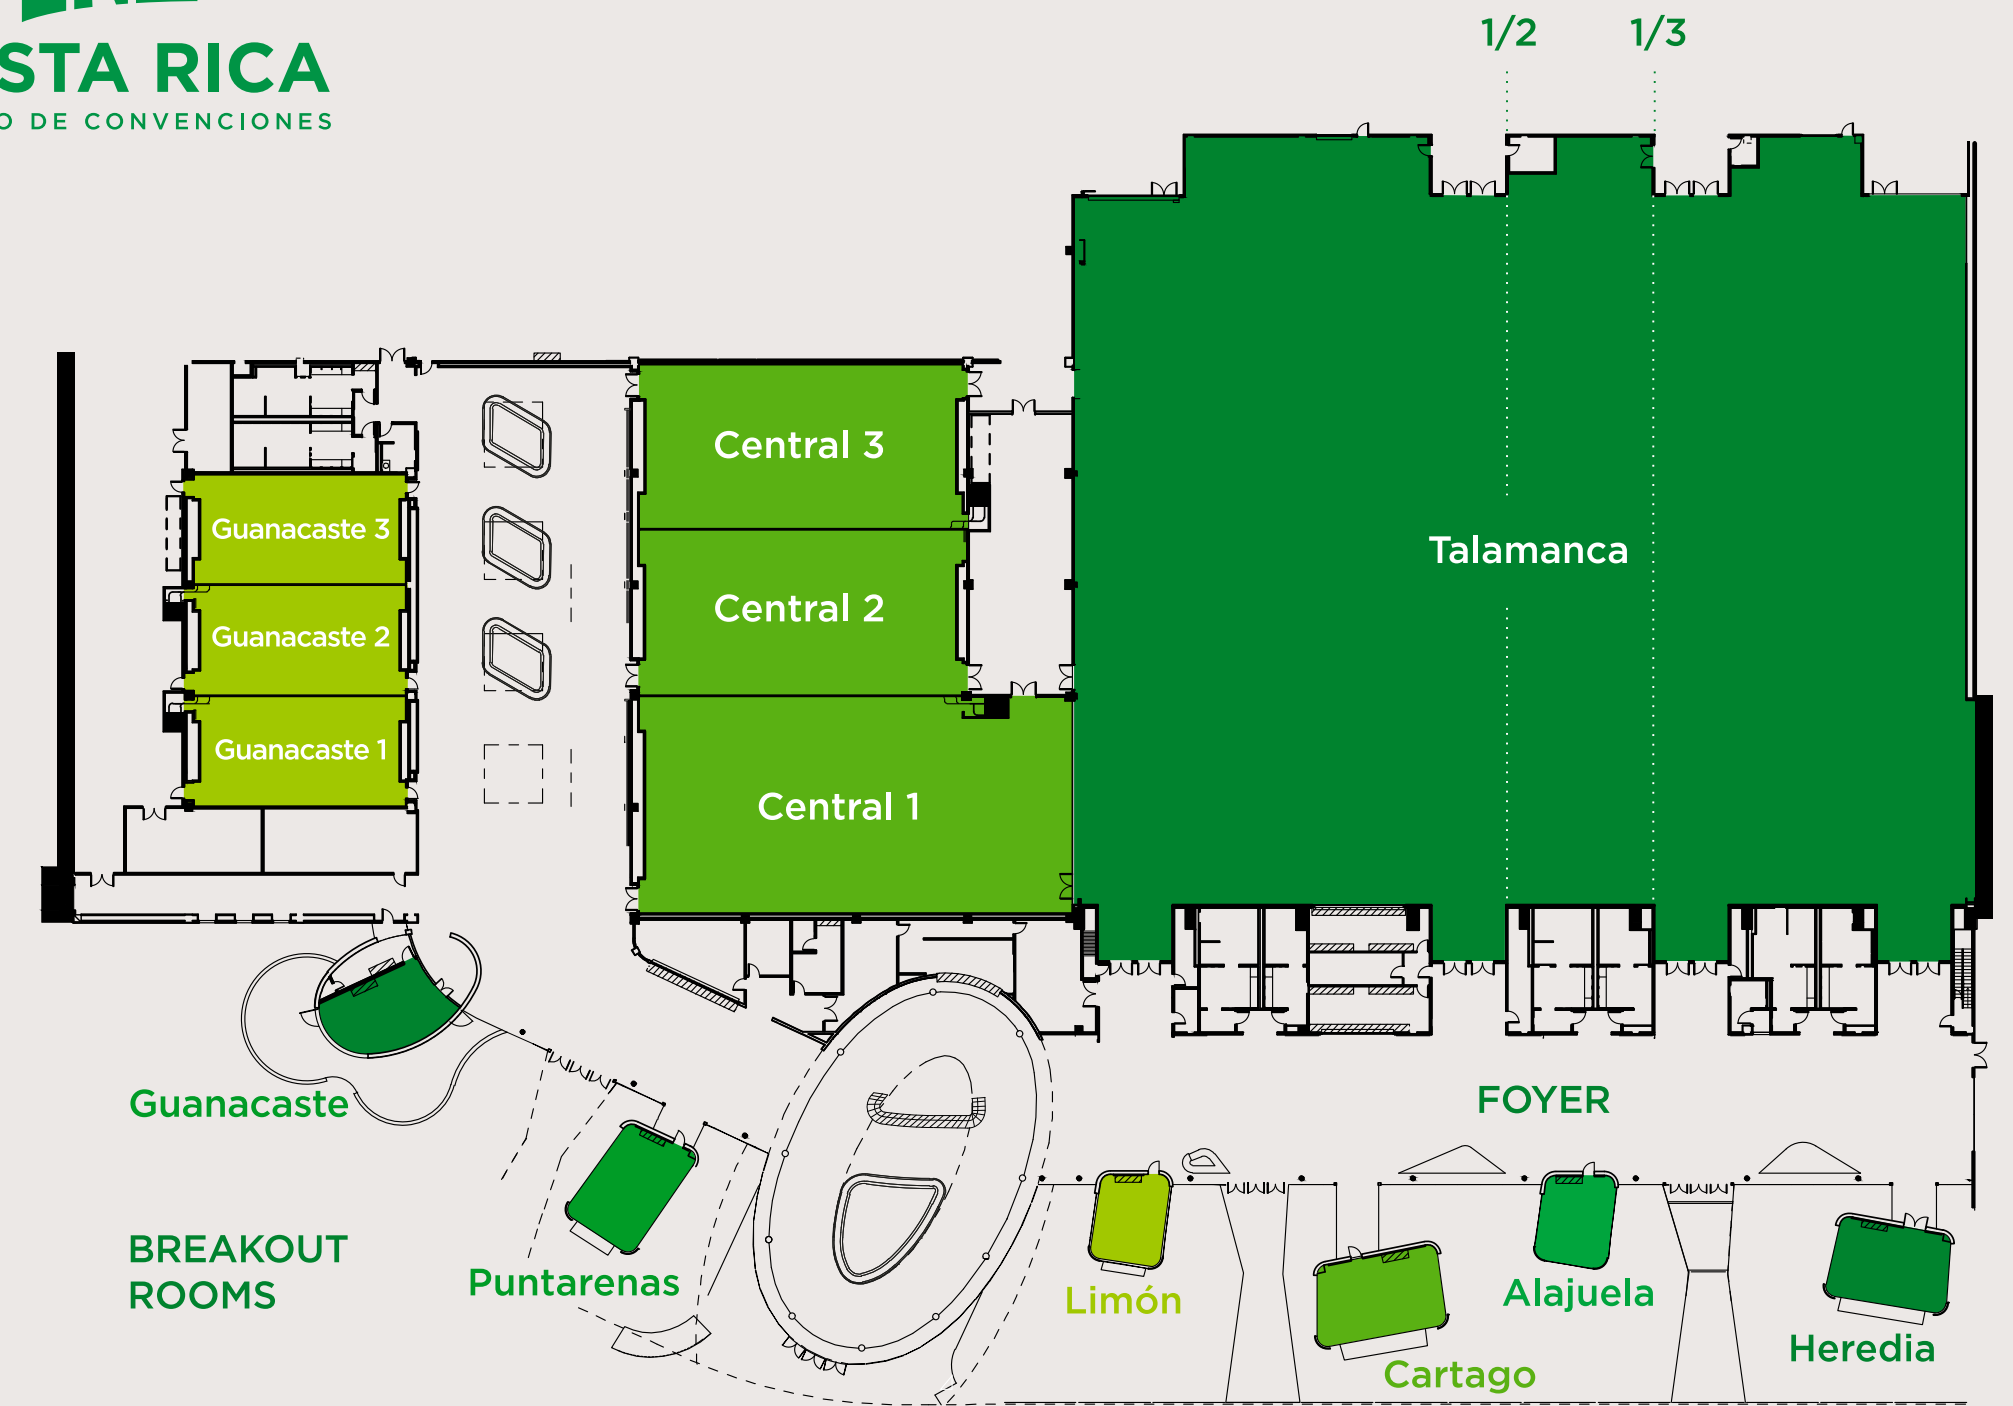 STA RICA
O DE CONVENCIONES
1/2
1/3
Central 3
Guanacaste 3
Talamanca
Central 2
Guanacaste 2
Guanacaste 1
Central 1
Guanacaste
FOYER
BREAKOUT
ROOMS
Puntarenas
Limón
Alajuela
Heredia
Cartago